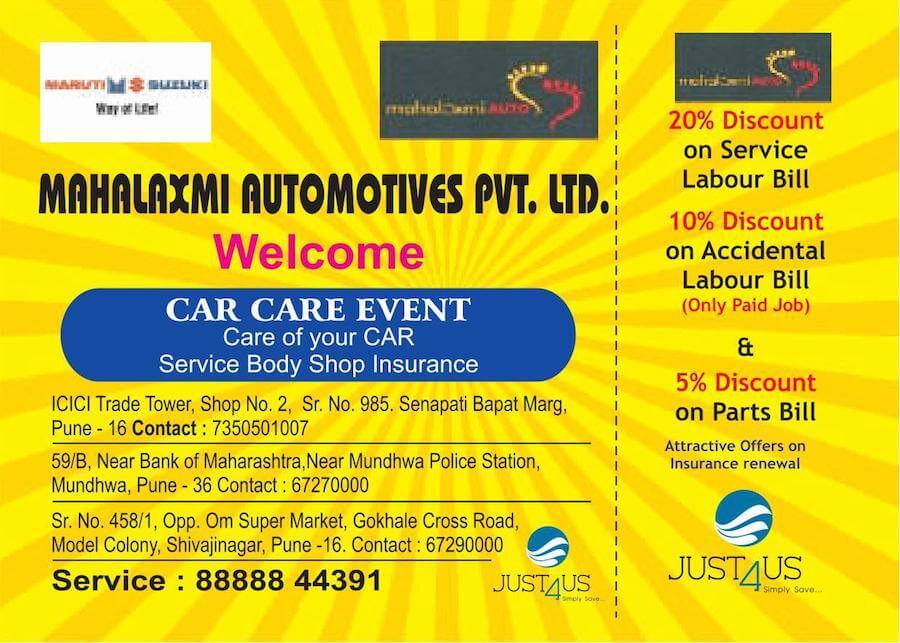 MARUTI SUZUKI
Way of Life!
mahalaxmi AUTO
MAHALAXMI AUTOMOTIVES PVT. LTD.
Welcome
CAR CARE EVENT
Care of your CAR
Service Body Shop Insurance
ICICI Trade Tower, Shop No. 2, Sr. No. 985. Senapati Bapat Marg,
Pune - 16 Contact : 7350501007
59/B, Near Bank of Maharashtra,Near Mundhwa Police Station,
Mundhwa, Pune - 36 Contact : 67270000
Sr. No. 458/1, Opp. Om Super Market, Gokhale Cross Road,
Model Colony, Shivajinagar, Pune -16. Contact : 67290000
Service : 88888 44391
JUST4US
Simply Save...
mahalaxmi AUTO
20% Discount
on Service
Labour Bill
10% Discount
on Accidental
Labour Bill
(Only Paid Job)
&
5% Discount
on Parts Bill
Attractive Offers on
Insurance renewal
JUST4US
Simply Save...